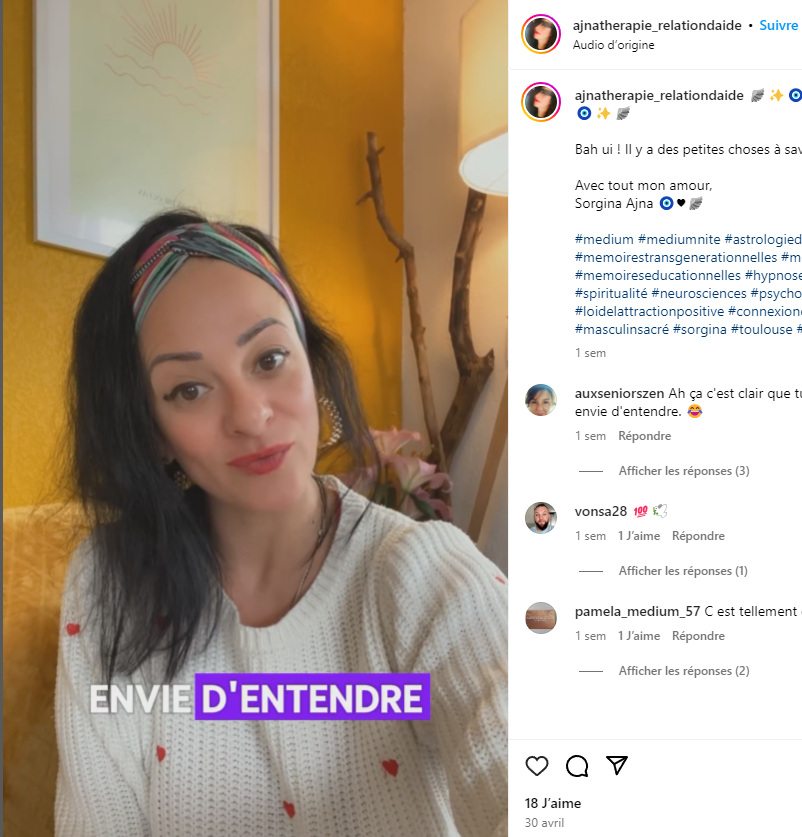 ENVIE D'ENTENDRE
ajnatherapie_relationdaide • Suivre
Audio d'origine
ajnatherapie_relationdaide 🪽✨🧿
🧿✨🪽
Bah ui ! Il y a des petites choses à sav
Avec tout mon amour,
Sorgina Ajna 🧿♥🪽
#medium #mediumnite #astrologied
#memoirestransgenerationnelles #m
#memoireseducationnelles #hypnose
#spiritualité #neurosciences #psycho
#loidelattractionpositive #connexion
#masculinsacré #sorgina #toulouse #
1 sem
auxseniorszen Ah ça c'est clair que tu
envie d'entendre. 😂
1 sem Répondre
Afficher les réponses (3)
vonsa28 💯
1 sem 1 J'aime Répondre
Afficher les réponses (1)
pamela_medium_57 C est tellement
1 sem 1 J'aime Répondre
Afficher les réponses (2)
18 J'aime
30 avril